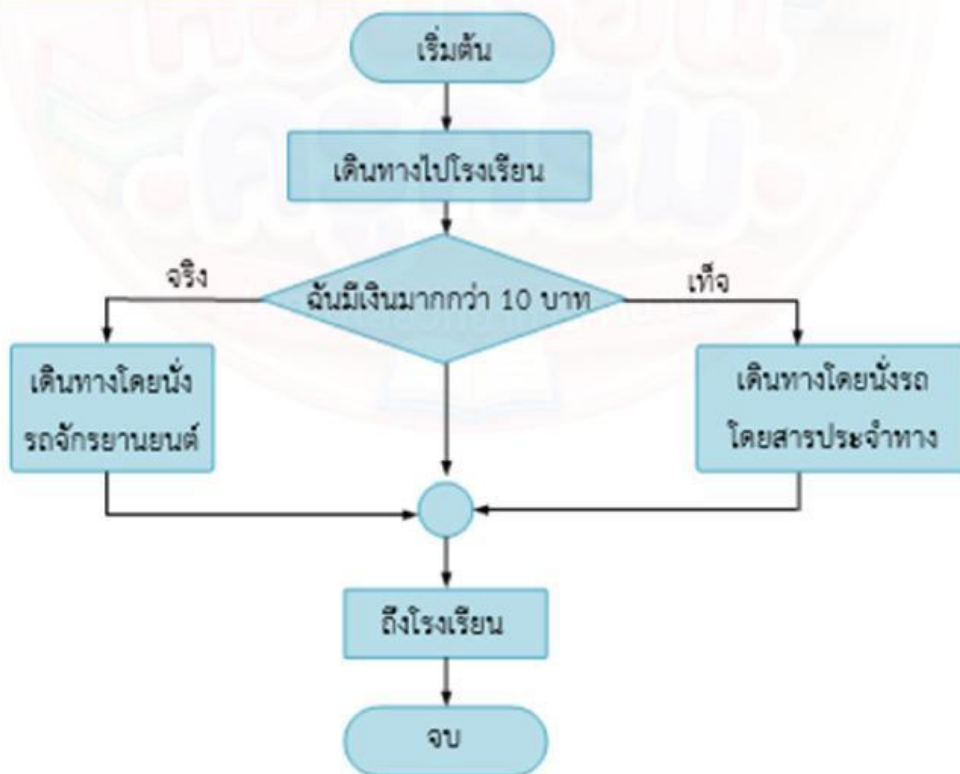 เริ่มต้น
เดินทางไปโรงเรียน
จริง
ฉันมีเงินมากกว่า 10 บาท
เท็จ
เดินทางโดยนั่ง
รถจักรยานยนต์
เดินทางโดยนั่งรถ
โดยสารประจำทาง
ถึงโรงเรียน
จบ